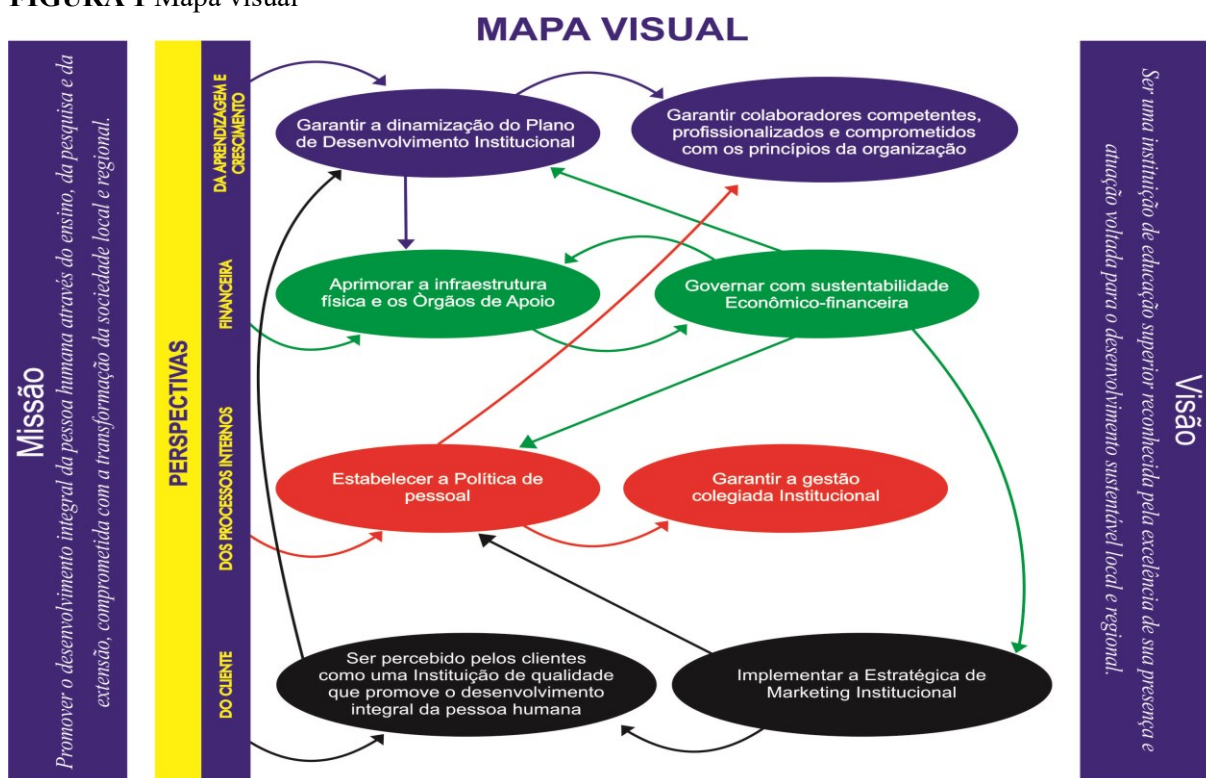 FIGURA 1 Mapa visual
MAPA VISUAL
Missão
Promover o desenvolvimento integral da pessoa humana através do ensino, da pesquisa e da
extensão, comprometida com a transformação da sociedade local e regional.
PERSPECTIVAS
DA APRENDIZAGEM E
CRESCIMENTO
Garantir a dinamização do Plano
de Desenvolvimento Institucional
Garantir colaboradores competentes,
profissionalizados e comprometidos
com os princípios da organização
FINANCEIRA
Aprimorar a infraestrutura
física e os Òrgãos de Apoio
Governar com sustentabilidade
Econômico-financeira
DOS PROCESSOS INTERNOS
Estabelecer a Política de
pessoal
Garantir a gestão
colegiada Institucional
DO CLIENTE
Ser percebido pelos clientes
como uma Instituição de qualidade
que promove o desenvolvimento
integral da pessoa humana
Implementar a Estratégica de
Marketing Institucional
Visão
Ser uma instituição de educação superior reconhecida pela excelência de sua presença e
atuação voltada para o desenvolvimento sustentável local e regional.